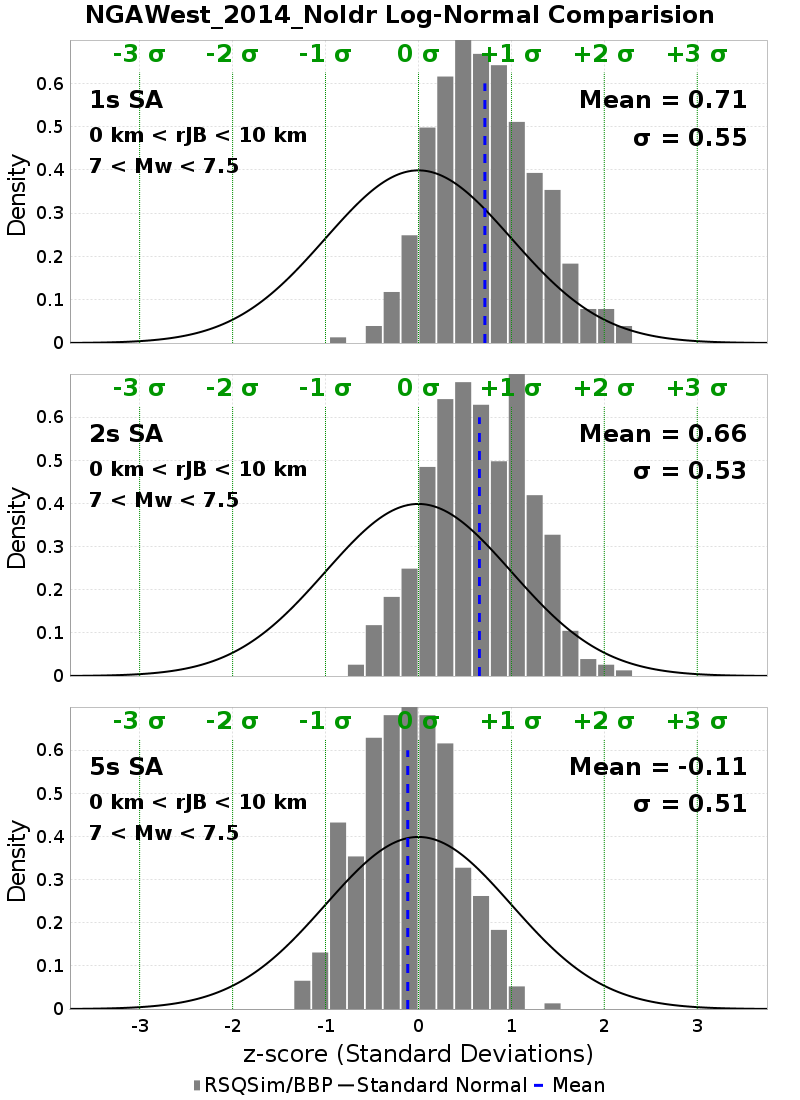 NGAWest_2014_NoIdr Log-Normal Comparision
-3 σ -2 σ -1 σ 0 σ +1 σ +2 σ +3 σ
1s SA
Mean = 0.71
0 km < rJB < 10 km
σ = 0.55
7 < Mw < 7.5
Density
0.6
0.5
0.4
0.3
0.2
0.1
0
-3 σ -2 σ -1 σ 0 σ +1 σ +2 σ +3 σ
2s SA
Mean = 0.66
0 km < rJB < 10 km
σ = 0.53
7 < Mw < 7.5
Density
0.6
0.5
0.4
0.3
0.2
0.1
0
-3 σ -2 σ -1 σ 0 σ +1 σ +2 σ +3 σ
5s SA
Mean = -0.11
0 km < rJB < 10 km
σ = 0.51
7 < Mw < 7.5
Density
0.6
0.5
0.4
0.3
0.2
0.1
0
-3 -2 -1 0 1 2 3
z-score (Standard Deviations)
RSQSim/BBP Standard Normal Mean